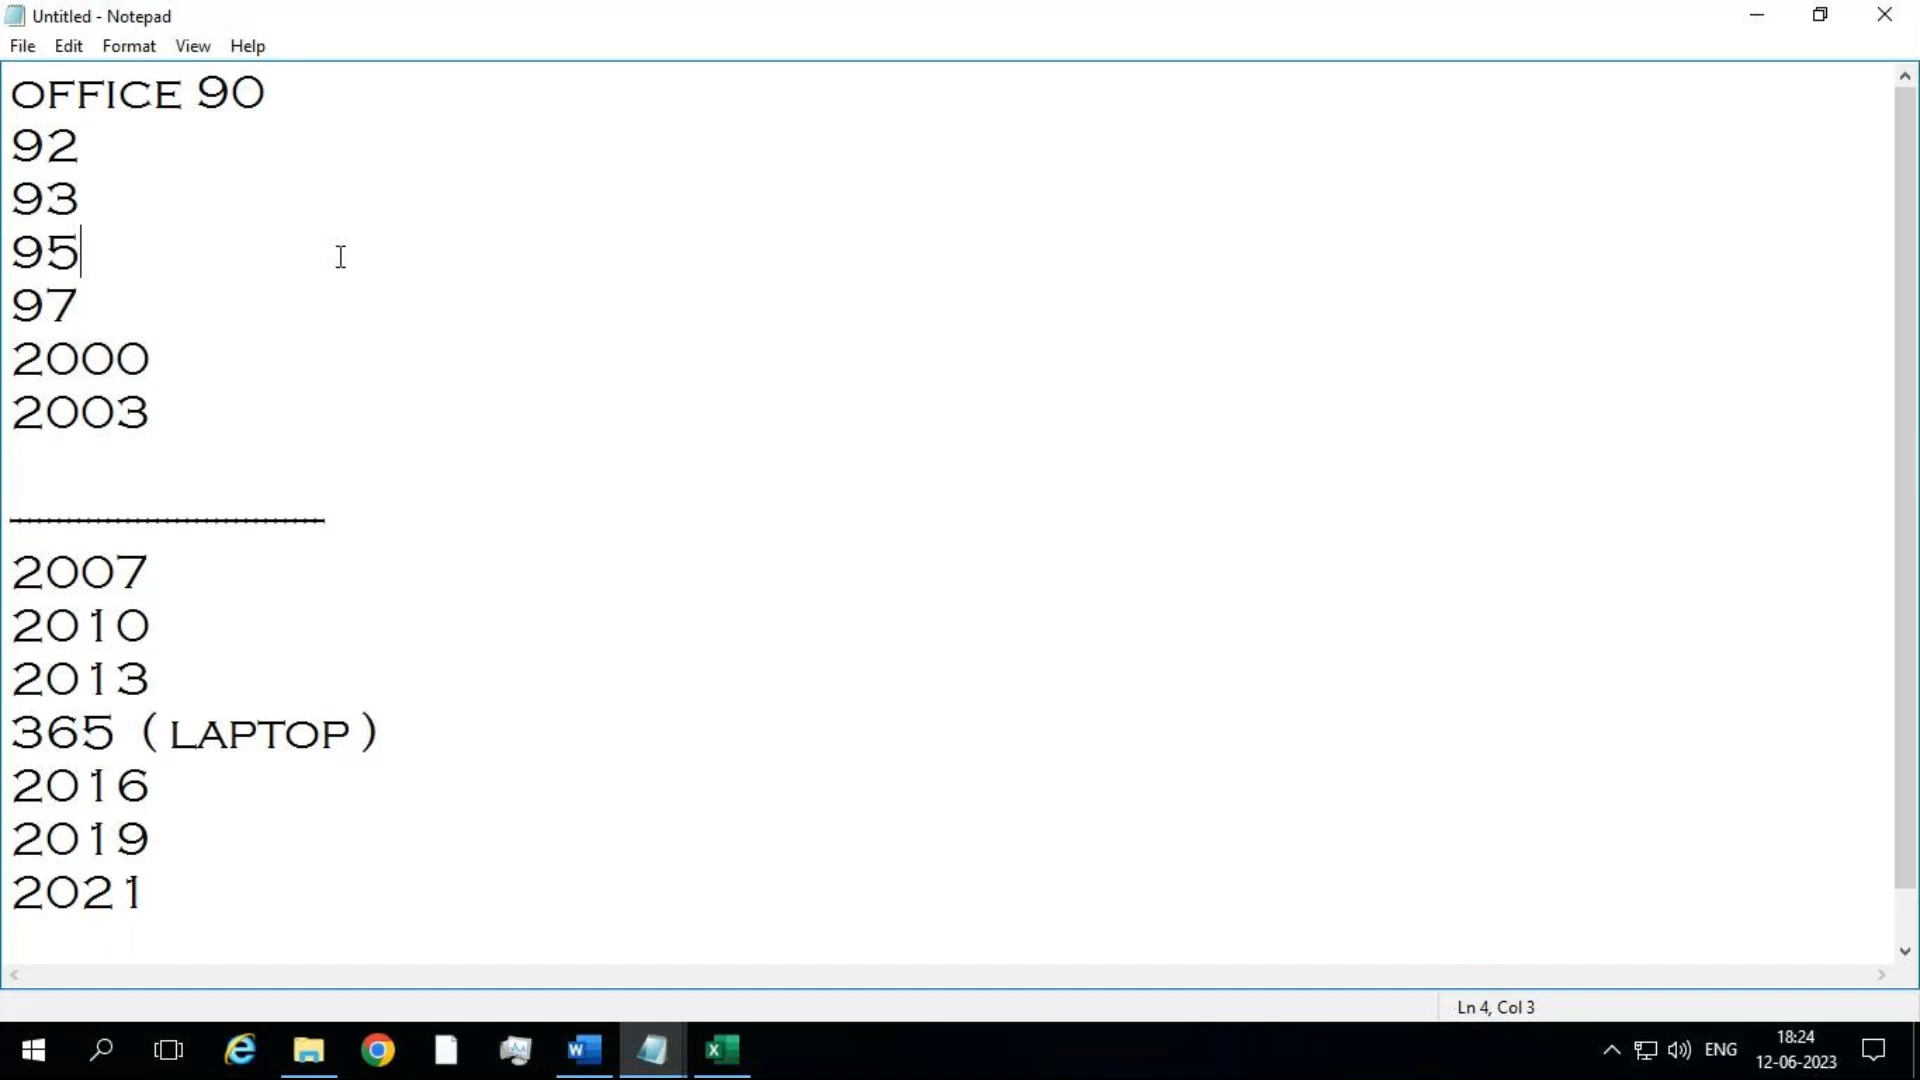 Untitled - Notepad
File Edit Format View Help
OFFICE 90
92
93
95
97
2000
2003
--------------------------------
2007
2010
2013
365 ( LAPTOP )
2016
2019
2021
Ln 4, Col 3
ENG
18:24
12-06-2023